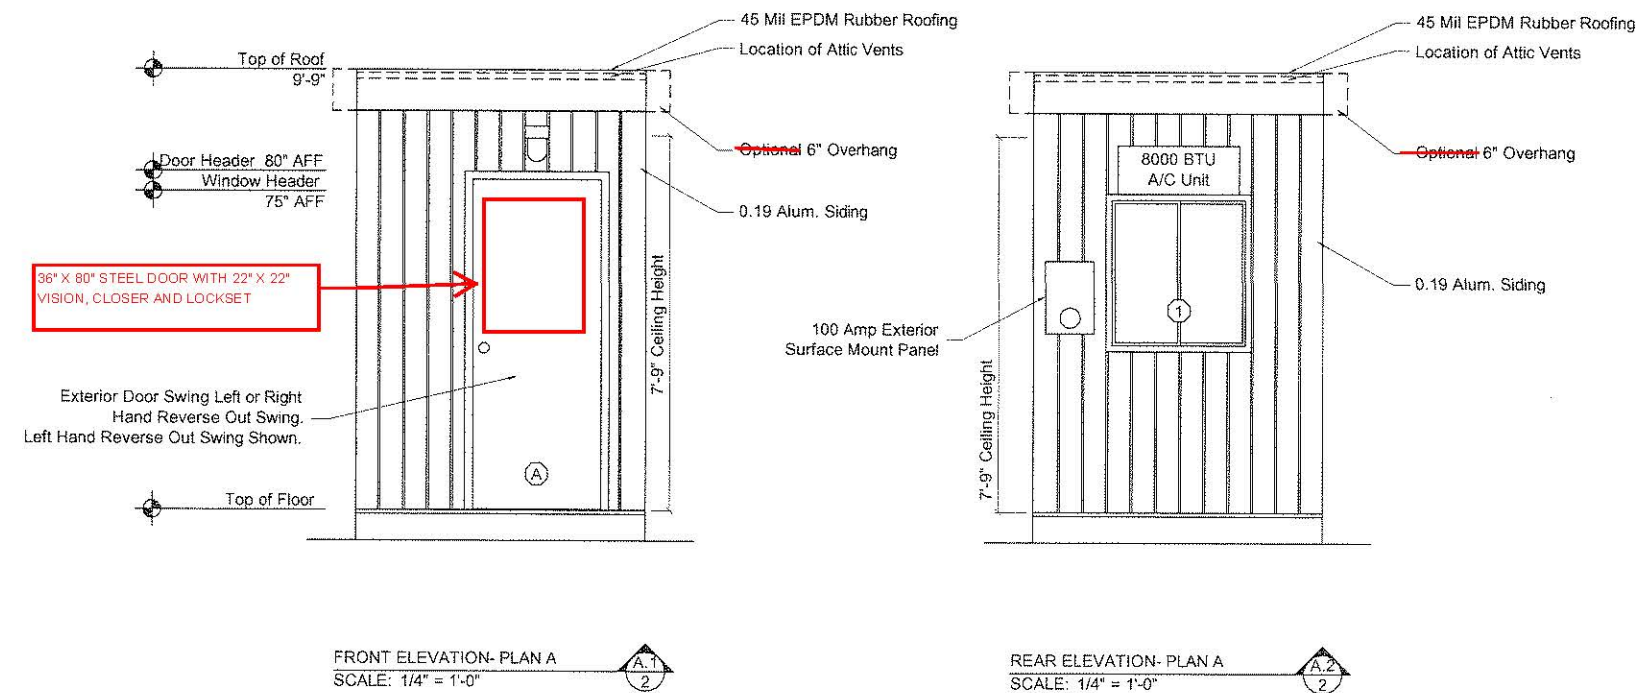 45 Mil EPDM Rubber Roofing
Location of Attic Vents
Top of Roof
9'-9"
Optional 6" Overhang
Door Header 80" AFF
Window Header
75" AFF
0.19 Alum. Siding
36" X 80" STEEL DOOR WITH 22" X 22"
VISION, CLOSER AND LOCKSET
7'-9" Ceiling Height
Exterior Door Swing Left or Right
Hand Reverse Out Swing.
Left Hand Reverse Out Swing Shown.
A
Top of Floor
FRONT ELEVATION- PLAN A
SCALE: 1/4" = 1'-0"
A.1
2
45 Mil EPDM Rubber Roofing
Location of Attic Vents
Optional 6" Overhang
8000 BTU
A/C Unit
0.19 Alum. Siding
1
100 Amp Exterior
Surface Mount Panel
7'-9" Ceiling Height
REAR ELEVATION- PLAN A
SCALE: 1/4" = 1'-0"
A.2
2